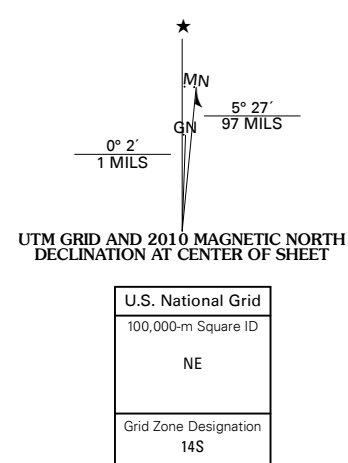 MN
GN
5° 27´
97 MILS
0° 2´
1 MILS
UTM GRID AND 2010 MAGNETIC NORTH
DECLINATION AT CENTER OF SHEET
U.S. National Grid
100,000-m Square ID
NE
Grid Zone Designation
14S